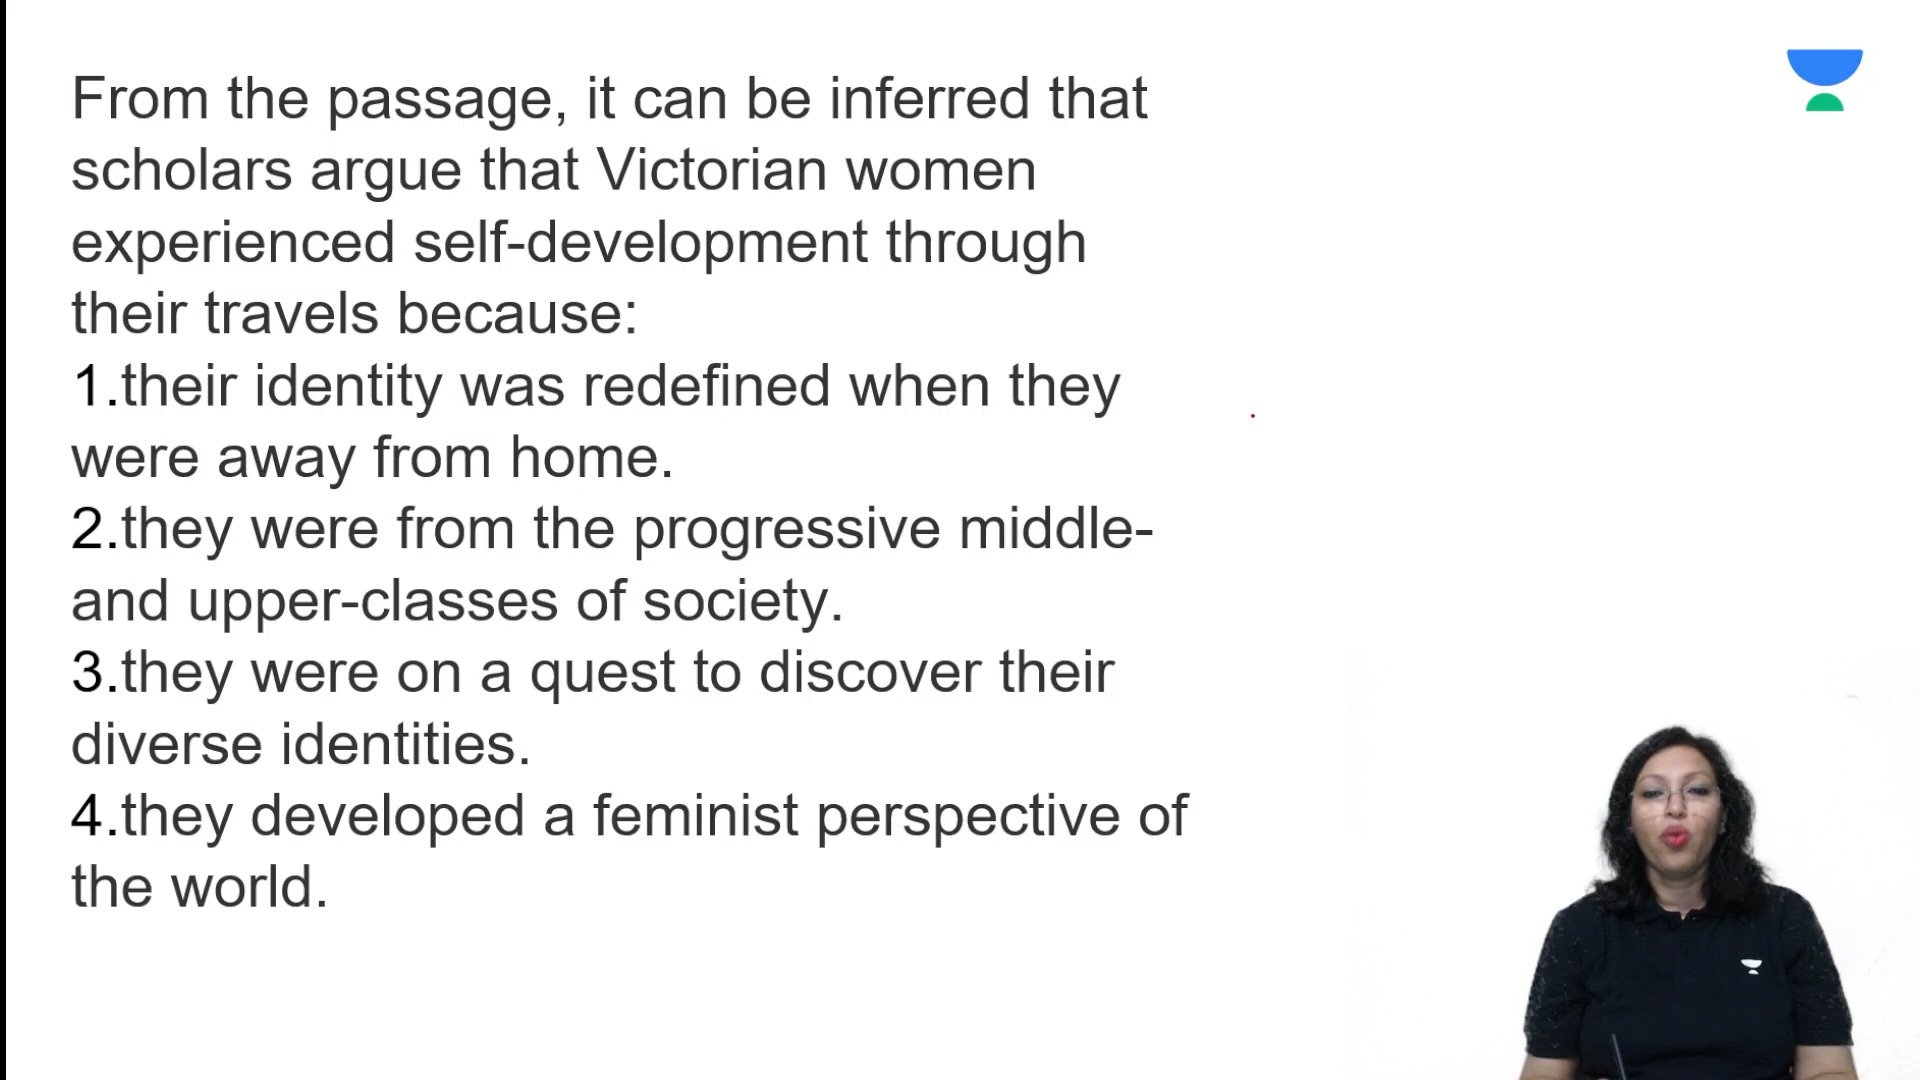 From the passage, it can be inferred that
scholars argue that Victorian women
experienced self-development through
their travels because:
1.their identity was redefined when they
were away from home.
2.they were from the progressive middle-
and upper-classes of society.
3.they were on a quest to discover their
diverse identities.
4.they developed a feminist perspective of
the world.